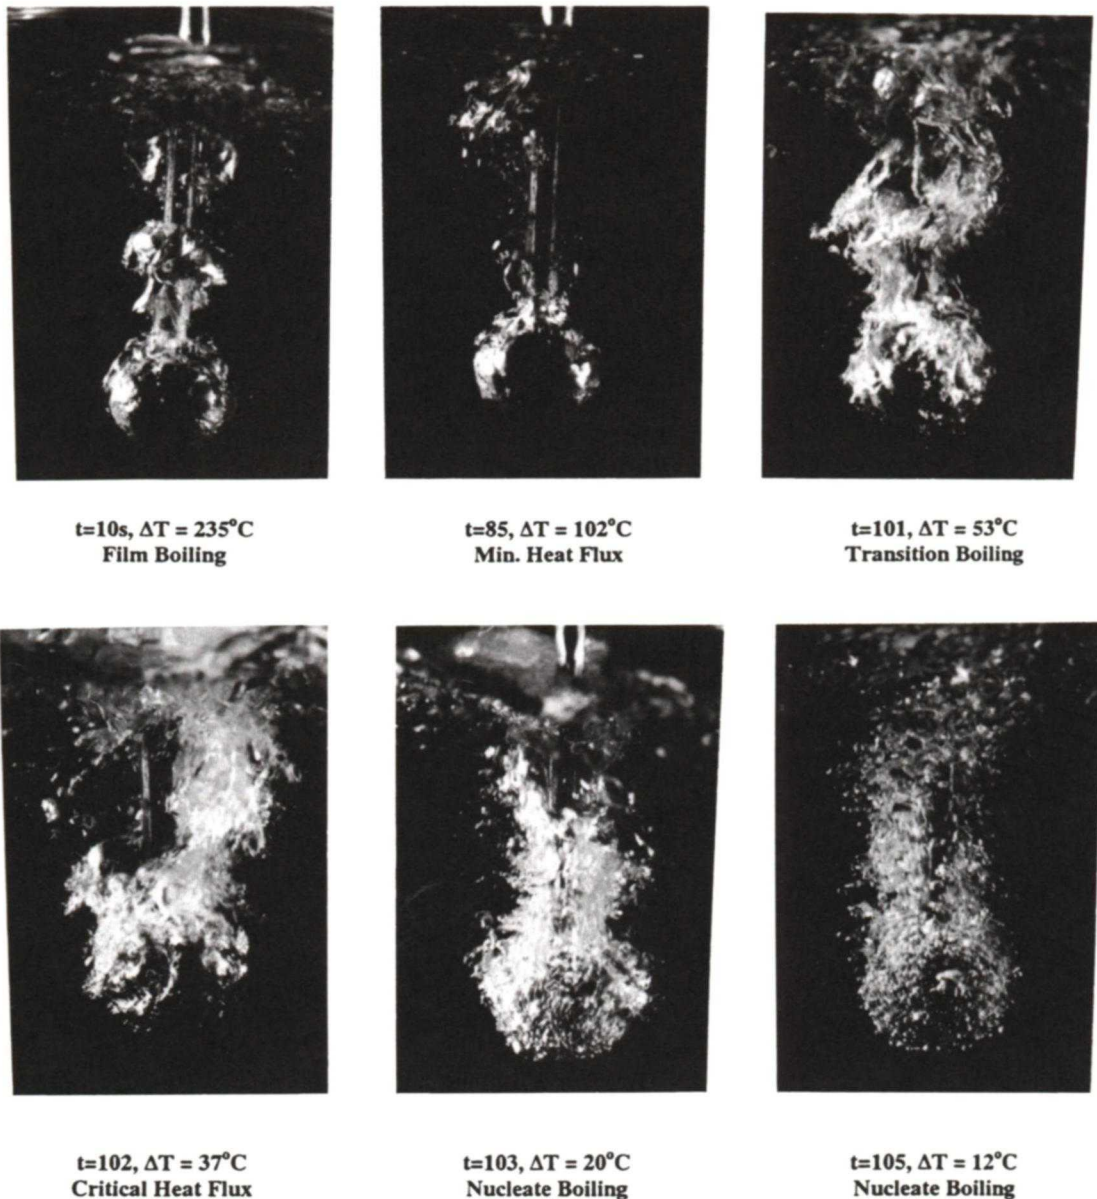 t=10s, ΔT = 235°C
Film Boiling
t=85, ΔT = 102°C
Min. Heat Flux
t=101, ΔT = 53°C
Transition Boiling
t=102, ΔT = 37°C
Critical Heat Flux
t=103, ΔT = 20°C
Nucleate Boiling
t=105, ΔT = 12°C
Nucleate Boiling